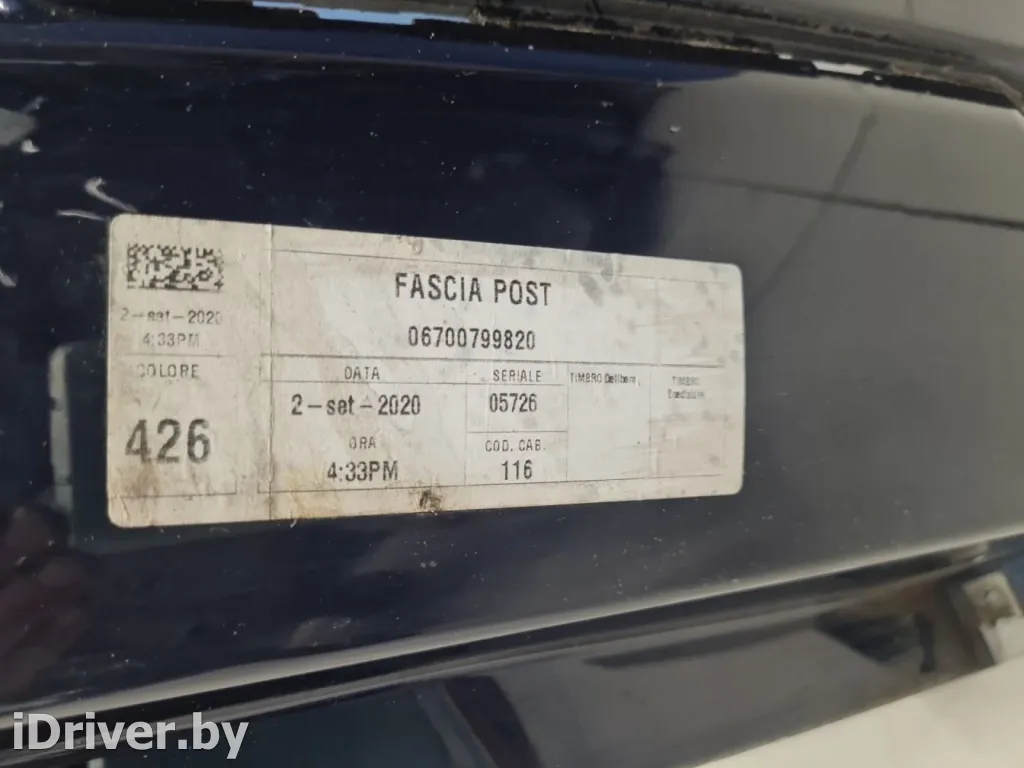 FASCIA POST
06700799820
2-set-2020
4:33PM
COLORE
426
DATA
2-set-2020
ORA
4:33PM
SERIALE
05726
COD. CAB.
116
TIMBRO
TIMBRO
iDriver.by